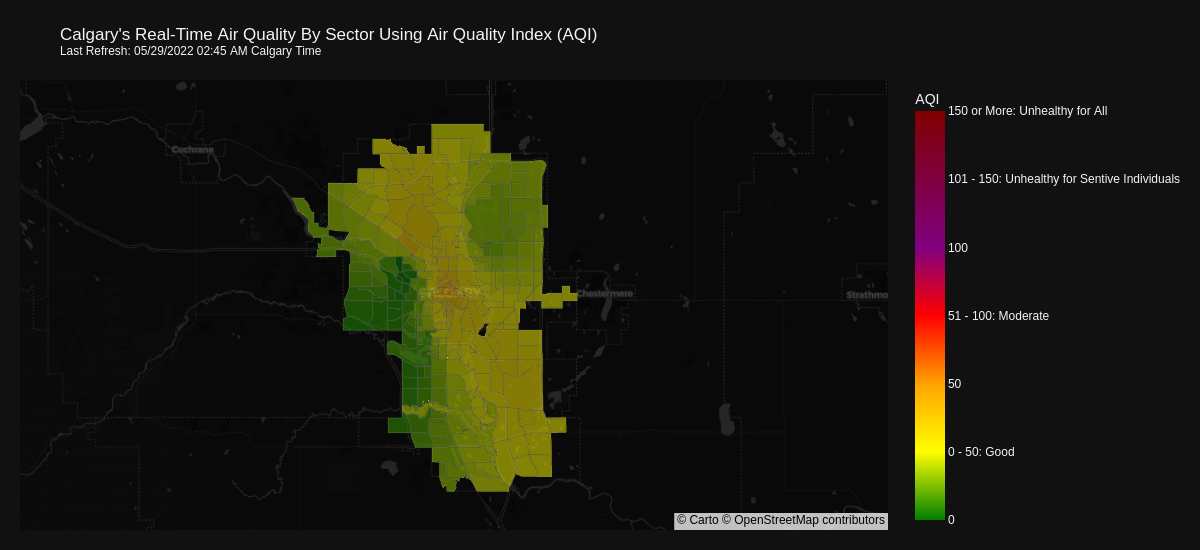 Calgary's Real-Time Air Quality By Sector Using Air Quality Index (AQI)
Last Refresh: 05/29/2022 02:45 AM Calgary Time
AQI
150 or More: Unhealthy for All
Cochrane
101 - 150: Unhealthy for Sentive Individuals
100
Chestermere
Strathmo
51 - 100: Moderate
50
0 - 50: Good
0
© Carto © OpenStreetMap contributors